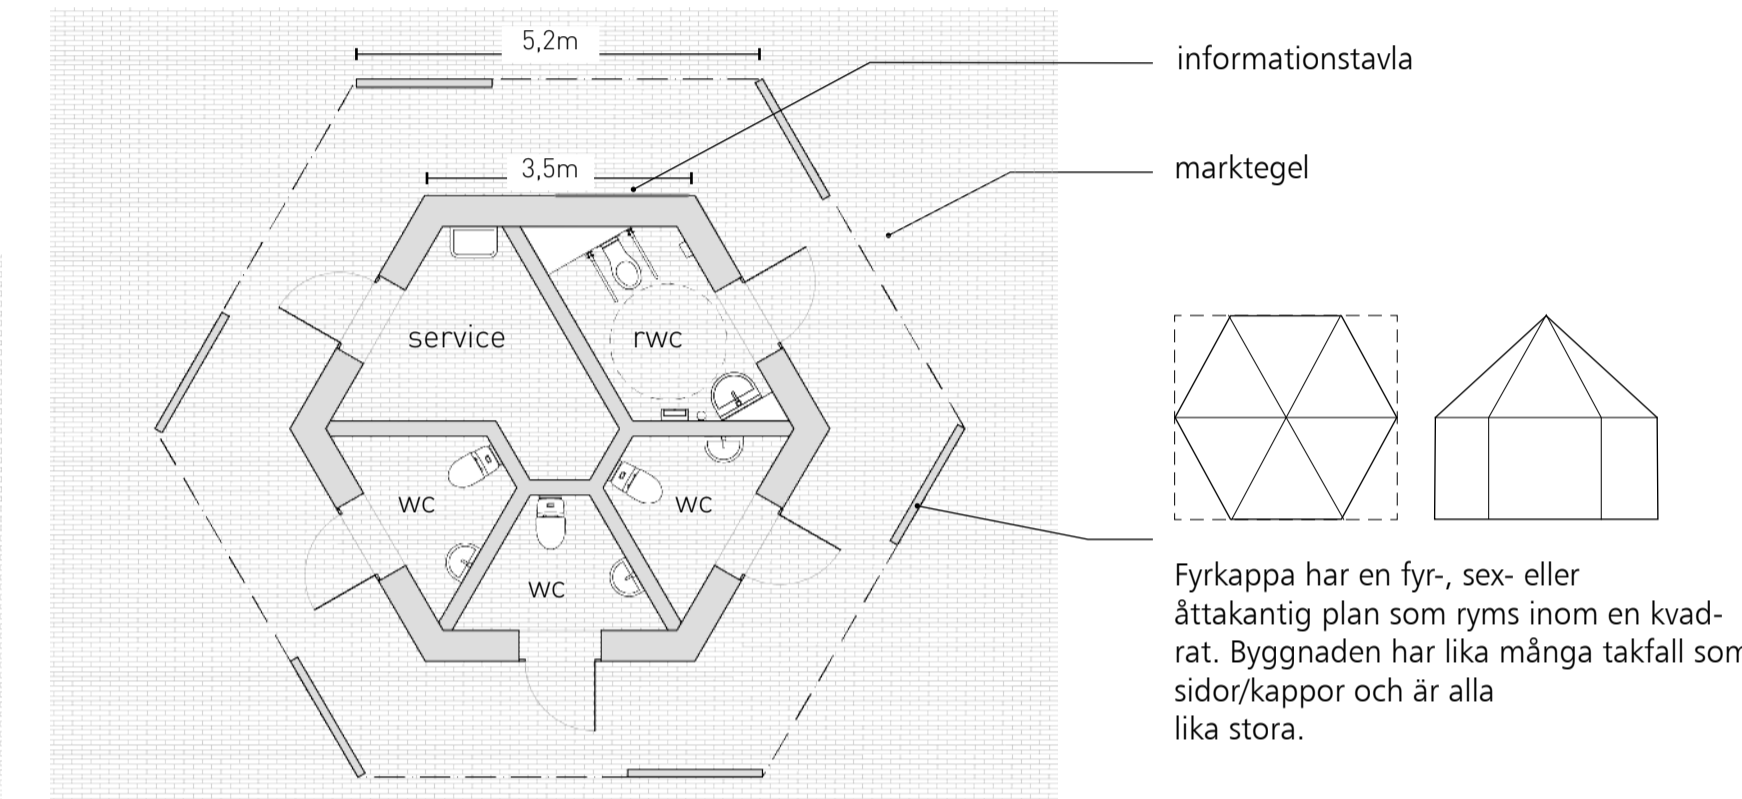 5,2m
informationstavla
3,5m
marktegel
service
rwc
wc
wc
wc
Fyrkappa har en fyr-, sex- eller
åttakantig plan som ryms inom en kvad-
rat. Byggnaden har lika många takfall som
sidor/kappor och är alla
lika stora.